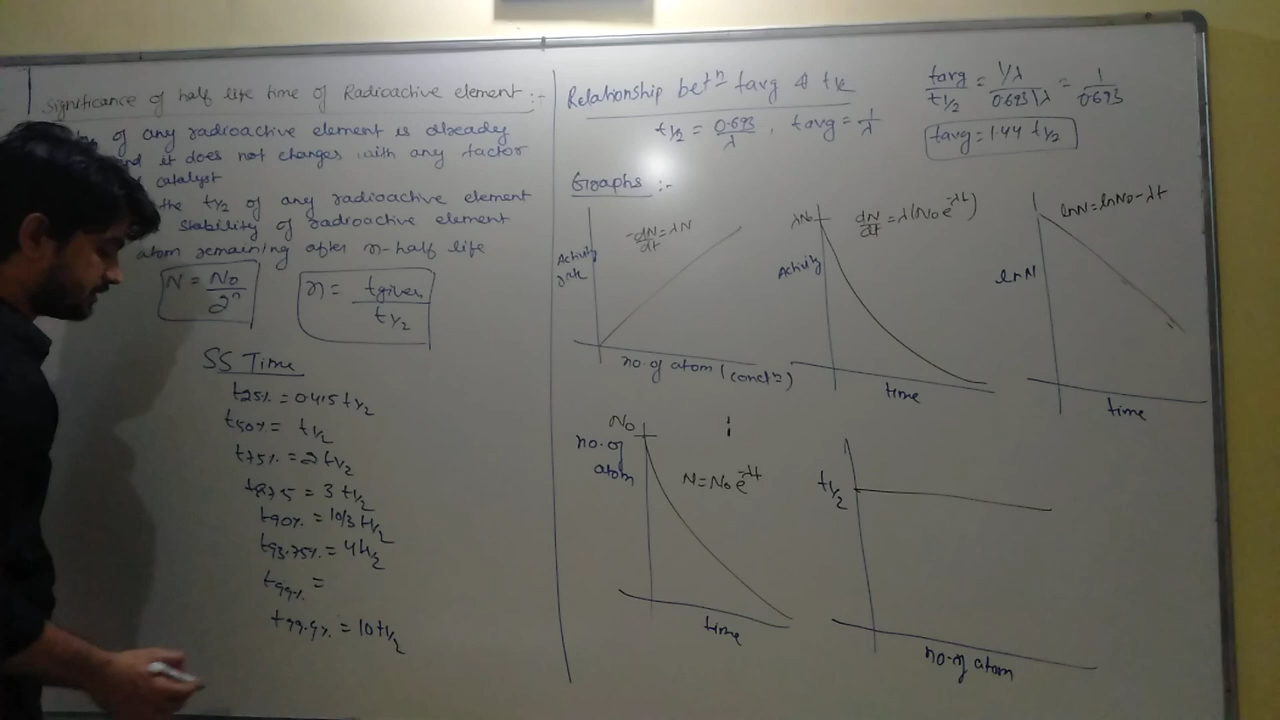 Significance of half life time of Radioactive element :-
of any radioactive element is already
it does not changes with any factor
catalyst
the t1/2 of any radioactive element
stability of radioactive element
atom remaining after n-half life
N = No/2^n
n = tgiven/t1/2
SS Time
t25% = 0.415 t1/2
t50% = t1/2
t75% = 2 t1/2
t87.5 = 3 t1/2
t90% = 10/3 t1/2
t93.75% = 4 t1/2
t99% =
t99.9% = 10 t1/2
Relationship betn tavg & t1/2
t1/2 = 0.693/λ , tavg = 1/λ
tavg/t1/2 = 1/λ / 0.693/λ = 1/0.693
tavg = 1.44 t1/2
Graphs :-
Activity
-dN/dt = λN
no. of atom (concn)
λNo
Activity
dN/dt = λ(No e^-λt)
time
lnN
lnN = lnNo - λt
time
No
no. of
atom
N = No e^-λt
time
t1/2
no. of atom